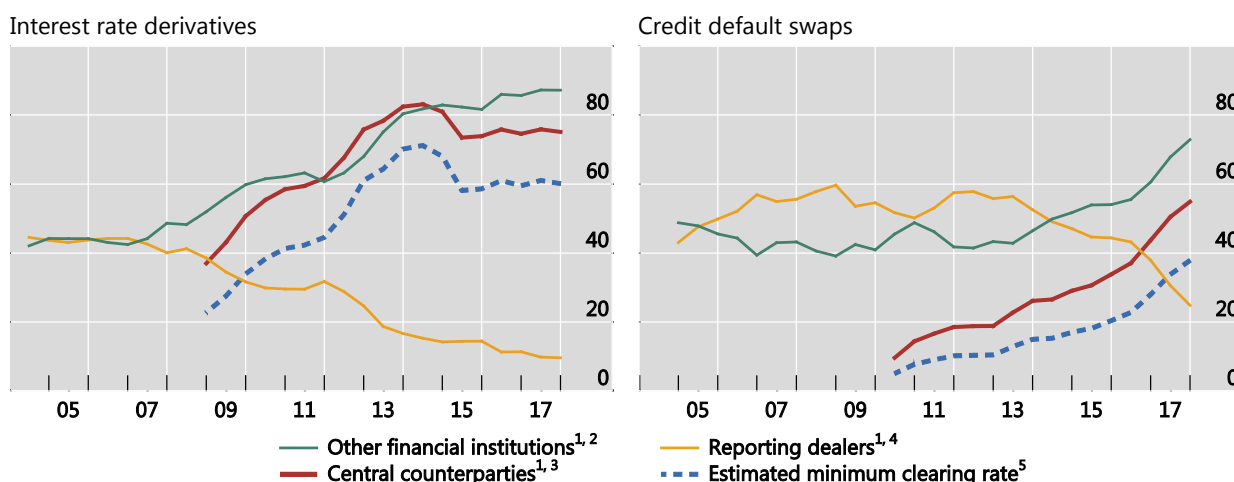 Interest rate derivatives
80
60
40
20
0
05 07 09 11 13 15 17
Credit default swaps
80
60
40
20
0
05 07 09 11 13 15 17
Other financial institutions1, 2
Central counterparties1, 3
Reporting dealers1, 4
Estimated minimum clearing rate5